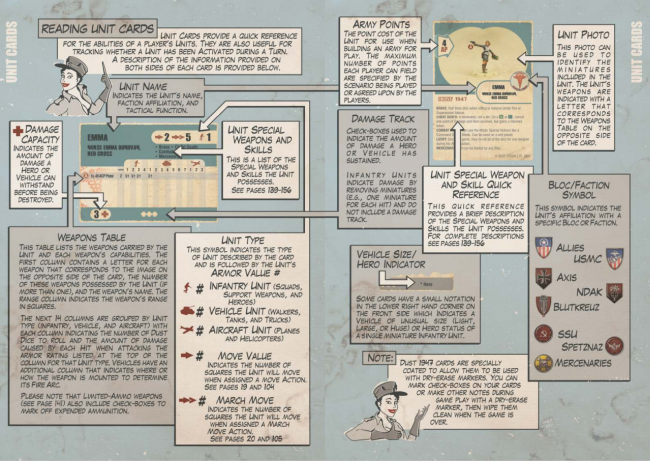 UNIT CARDS
READING UNIT CARDS
UNIT CARDS PROVIDE A QUICK REFERENCE
FOR THE ABILITIES OF A PLAYER'S UNITS. THEY ARE ALSO USEFUL FOR
TRACKING WHETHER A UNIT HAS BEEN ACTIVATED DURING A TURN.
A DESCRIPTION OF THE INFORMATION PROVIDED ON
BOTH SIDES OF EACH CARD IS PROVIDED BELOW.
UNIT NAME
INDICATES THE UNIT'S NAME,
FACTION AFFILIATION, AND
TACTICAL FUNCTION.
DAMAGE
CAPACITY
INDICATES THE
AMOUNT OF
DAMAGE
A HERO OR
VEHICLE CAN
WITHSTAND
BEFORE BEING
DESTROYED.
EMMA
NURSE EMMA DONOVAN,
RED CROSS
2 5 1
3
UNIT SPECIAL
WEAPONS AND
SKILLS
THIS IS A LIST OF
THE SPECIAL
WEAPONS AND
SKILLS THE UNIT
POSSESSES.
SEE PAGES 139-156
WEAPONS TABLE
THIS TABLE LISTS THE WEAPONS CARRIED BY THE
UNIT AND EACH WEAPON'S CAPABILITIES. THE
FIRST COLUMN CONTAINS A LETTER FOR EACH
WEAPON THAT CORRESPONDS TO THE IMAGE ON
THE OPPOSITE SIDE OF THE CARD, THE NUMBER
OF THESE WEAPONS POSSESSED BY THE UNIT (IF
MORE THAN ONE), AND THE WEAPON'S NAME. THE
RANGE COLUMN INDICATES THE WEAPON'S RANGE
IN SQUARES.
THE NEXT 14 COLUMNS ARE GROUPED BY UNIT
TYPE (INFANTRY, VEHICLE, AND AIRCRAFT) WITH
EACH COLUMN INDICATING THE NUMBER OF DUST
DICE TO ROLL AND THE AMOUNT OF DAMAGE
CAUSED BY EACH HIT WHEN ATTACKING THE
ARMOR RATING LISTED AT THE TOP OF THE
COLUMN FOR THAT UNIT TYPE. VEHICLES HAVE AN
ADDITIONAL COLUMN THAT INDICATES WHERE OR
HOW THE WEAPON IS MOUNTED TO DETERMINE
ITS FIRE ARC.
PLEASE NOTE THAT LIMITED-AMMO WEAPONS
(SEE PAGE 141) ALSO INCLUDE CHECK-BOXES TO
MARK OFF EXPENDED AMMUNITION.
UNIT TYPE
THIS SYMBOL INDICATES THE TYPE
OF UNIT DESCRIBED BY THE CARD
AND IS FOLLOWED BY THE UNIT'S
ARMOR VALUE #
# INFANTRY UNIT (SQUADS,
SUPPORT WEAPONS, AND
HEROES)
# VEHICLE UNIT (WALKERS,
TANKS, AND TRUCKS)
# AIRCRAFT UNIT (PLANES
AND HELICOPTERS)
# MOVE VALUE
INDICATES THE NUMBER OF
SQUARES THE UNIT WILL MOVE
WHEN ASSIGNED A MOVE ACTION.
SEE PAGES 19 AND 104
# MARCH MOVE
INDICATES THE NUMBER
OF SQUARES THE UNIT
WILL MOVE WHEN
ASSIGNED A MARCH
MOVE ACTION.
SEE PAGES 20 AND 105
ARMY POINTS
THE POINT COST OF
THE UNIT FOR USE WHEN
BUILDING AN ARMY FOR
PLAY. THE MAXIMUM
NUMBER OF POINTS
EACH PLAYER CAN FIELD
ARE SPECIFIED BY THE
SCENARIO BEING PLAYED
OR AGREED UPON BY THE
PLAYERS.
DAMAGE TRACK
CHECK-BOXES USED TO
INDICATE THE AMOUNT
OF DAMAGE A HERO
OR VEHICLE HAS
SUSTAINED.
INFANTRY UNITS
INDICATE DAMAGE BY
REMOVING MINIATURES
(E.G., ONE MINIATURE
FOR EACH HIT) AND DO
NOT INCLUDE A DAMAGE
TRACK.
4
AP
EMMA
NURSE EMMA DONOVAN,
RED CROSS
UNIT PHOTO
THIS PHOTO CAN
BE USED TO
IDENTIFY THE
MINIATURES
INCLUDED IN
THE UNIT. THE
UNIT'S WEAPONS
ARE INDICATED
WITH A
LETTER THAT
CORRESPONDS
TO THE WEAPONS
TABLE ON THE
OPPOSITE SIDE
OF THE CARD.
UNIT SPECIAL WEAPON
AND SKILL QUICK
REFERENCE
THIS QUICK REFERENCE
PROVIDES A BRIEF DESCRIPTION
OF THE SPECIAL WEAPONS AND
SKILLS THE UNIT POSSESSES.
FOR COMPLETE DESCRIPTIONS
SEE PAGES 139-156
VEHICLE SIZE/
HERO INDICATOR
SOME CARDS HAVE A SMALL NOTATION
IN THE LOWER RIGHT HAND CORNER ON
THE FRONT SIDE WHICH INDICATES A
VEHICLE OF UNUSUAL SIZE (LIGHT,
LARGE, OR HUGE) OR HERO STATUS OF
A SINGLE MINIATURE INFANTRY UNIT.
BLOC/FACTION
SYMBOL
THIS SYMBOL INDICATES THE
UNIT'S AFFILIATION WITH A
SPECIFIC BLOC OR FACTION.
ALLIES
USMC
AXIS
NDAK
BLUTKREUZ
SSU
SPETZNAZ
MERCENARIES
NOTE:
DUST 1947 CARDS ARE SPECIALLY
COATED TO ALLOW THEM TO BE USED
WITH DRY-ERASE MARKERS. YOU CAN
MARK CHECK-BOXES ON YOUR CARDS
OR MAKE OTHER NOTES DURING
GAME PLAY WITH A DRY-ERASE
MARKER, THEN WIPE THEM
CLEAN WHEN THE GAME IS
OVER.
UNIT CARDS